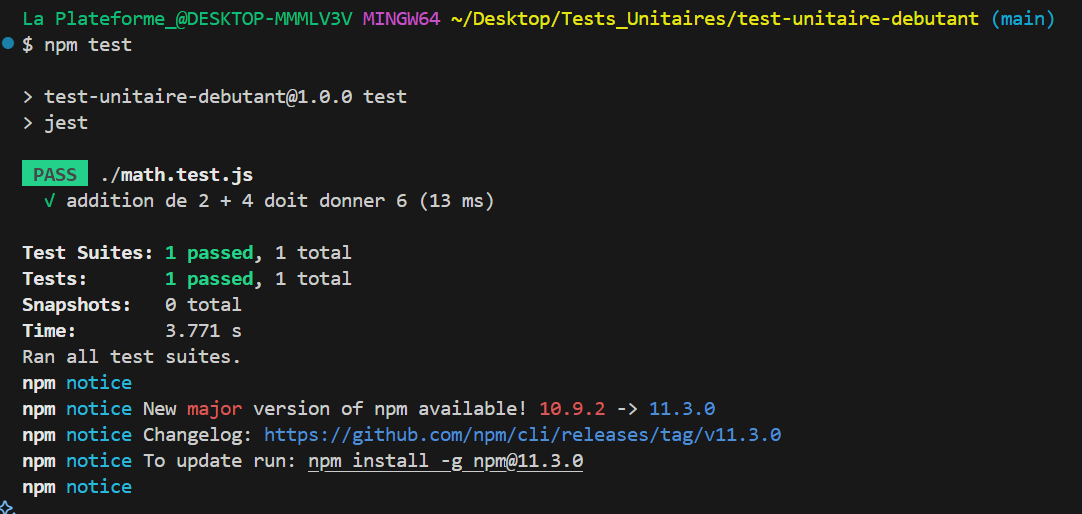 La Plateforme_@DESKTOP-MMMLV3V MINGW64 ~/Desktop/Tests_Unitaires/test-unitaire-debutant (main)
$ npm test
> test-unitaire-debutant@1.0.0 test
> jest
PASS ./math.test.js
√ addition de 2 + 4 doit donner 6 (13 ms)
Test Suites: 1 passed, 1 total
Tests: 1 passed, 1 total
Snapshots: 0 total
Time: 3.771 s
Ran all test suites.
npm notice
npm notice New major version of npm available! 10.9.2 -> 11.3.0
npm notice Changelog: https://github.com/npm/cli/releases/tag/v11.3.0
npm notice To update run: npm install -g npm@11.3.0
npm notice